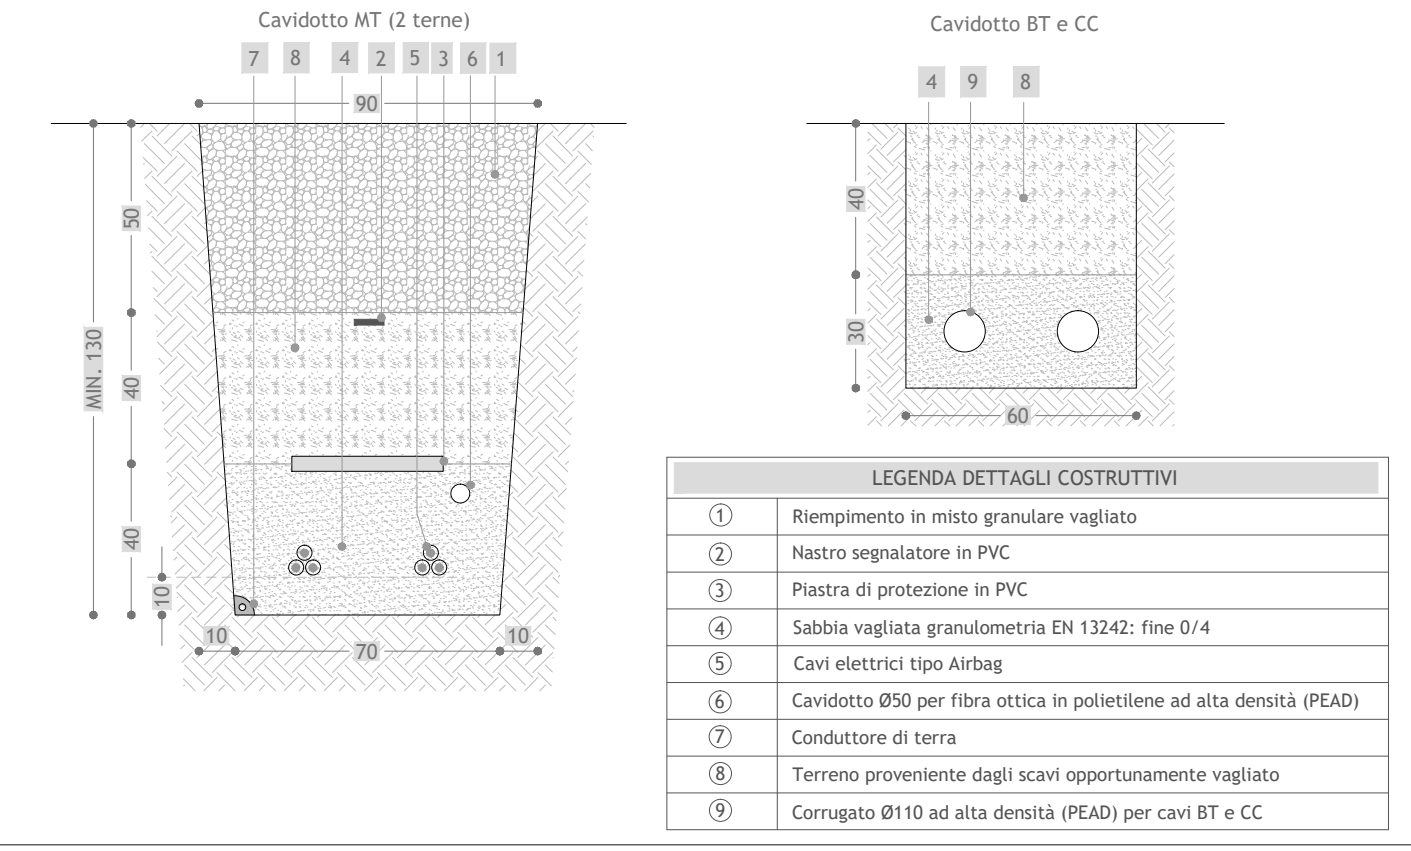 Cavidotto MT (2 terne)
7 8 4 2 5 3 6 1
90
50
MIN. 130
40
40
10
10 70 10
Cavidotto BT e CC
4 9 8
40
30
60
LEGENDA DETTAGLI COSTRUTTIVI
1 Riempimento in misto granulare vagliato
2 Nastro segnalatore in PVC
3 Piastra di protezione in PVC
4 Sabbia vagliata granulometria EN 13242: fine 0/4
5 Cavi elettrici tipo Airbag
6 Cavidotto Ø50 per fibra ottica in polietilene ad alta densità (PEAD)
7 Conduttore di terra
8 Terreno proveniente dagli scavi opportunamente vagliato
9 Corrugato Ø110 ad alta densità (PEAD) per cavi BT e CC